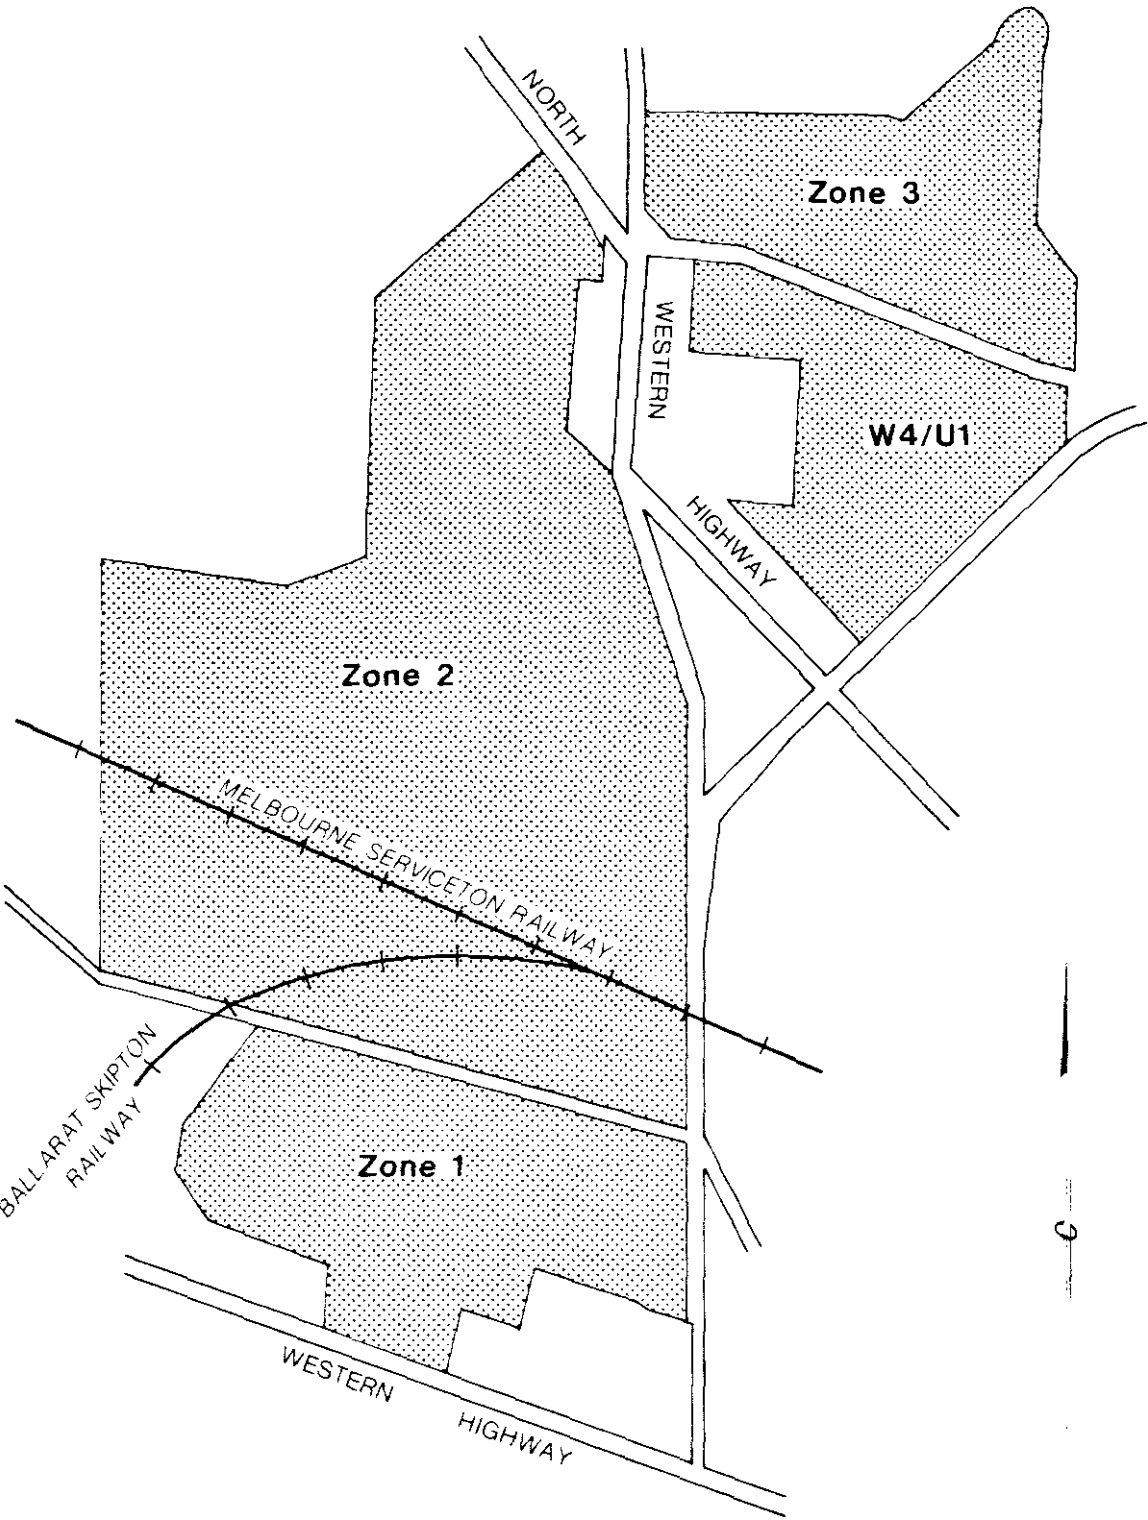 NORTH
Zone 3
WESTERN
W4/U1
HIGHWAY
Zone 2
MELBOURNE SERVICETON RAILWAY
BALLARAT SKIPTON
RAILWAY
Zone 1
WESTERN
HIGHWAY